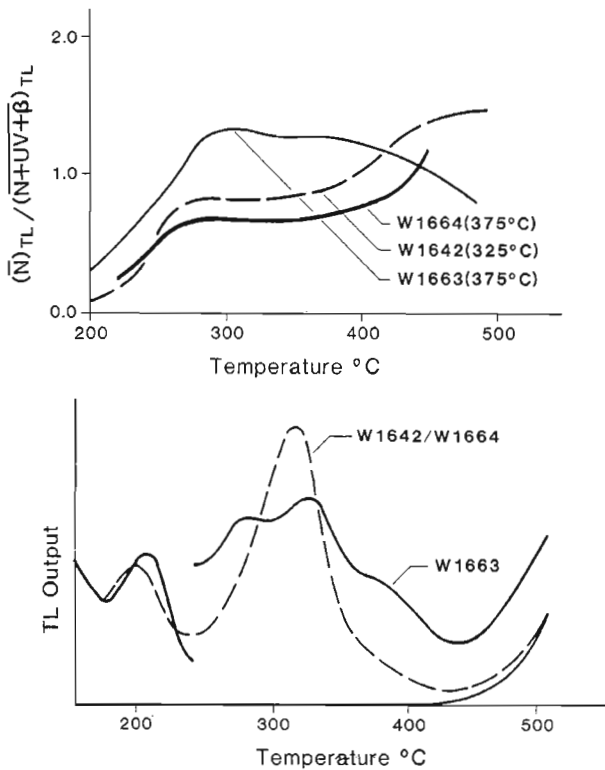 2.0
1.0
0.0
(N̅)TL / (N+UV+β)TL
W1664(375°C)
W1642(325°C)
W1663(375°C)
200
300
400
500
Temperature °C
TL Output
W1642/W1664
W1663
200
300
400
500
Temperature °C